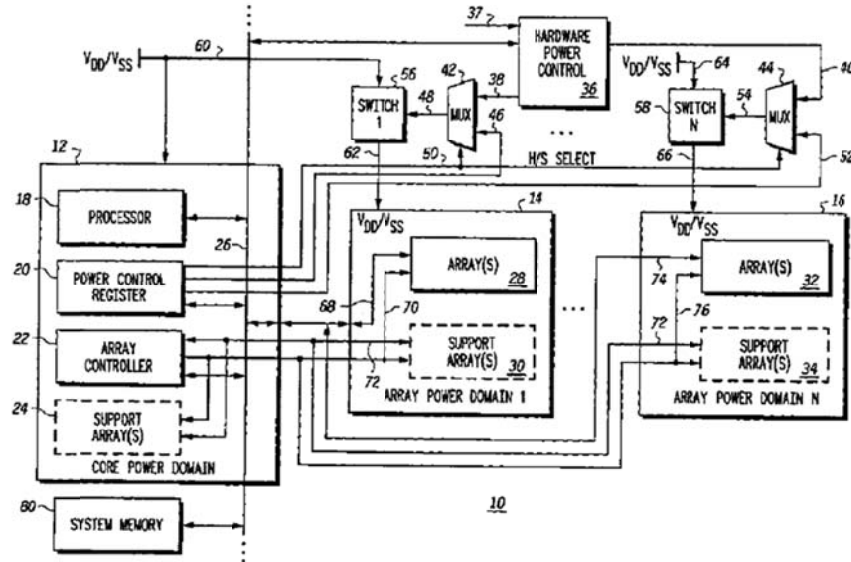 60
37
HARDWARE
POWER
CONTROL
36
VDD/VSS
56
SWITCH
1
42
MUX
48
38
46
50
H/S SELECT
62
...
VDD/VSS
64
58
SWITCH
N
44
MUX
54
40
52
66
12
18
PROCESSOR
26
20
POWER CONTROL
REGISTER
22
ARRAY
CONTROLLER
24
SUPPORT
ARRAY(S)
CORE POWER DOMAIN
80
SYSTEM MEMORY
14
VDD/VSS
ARRAY(S)
28
68
70
72
SUPPORT
ARRAY(S)
30
ARRAY POWER DOMAIN 1
...
16
VDD/VSS
74
ARRAY(S)
32
76
72
SUPPORT
ARRAY(S)
34
ARRAY POWER DOMAIN N
10